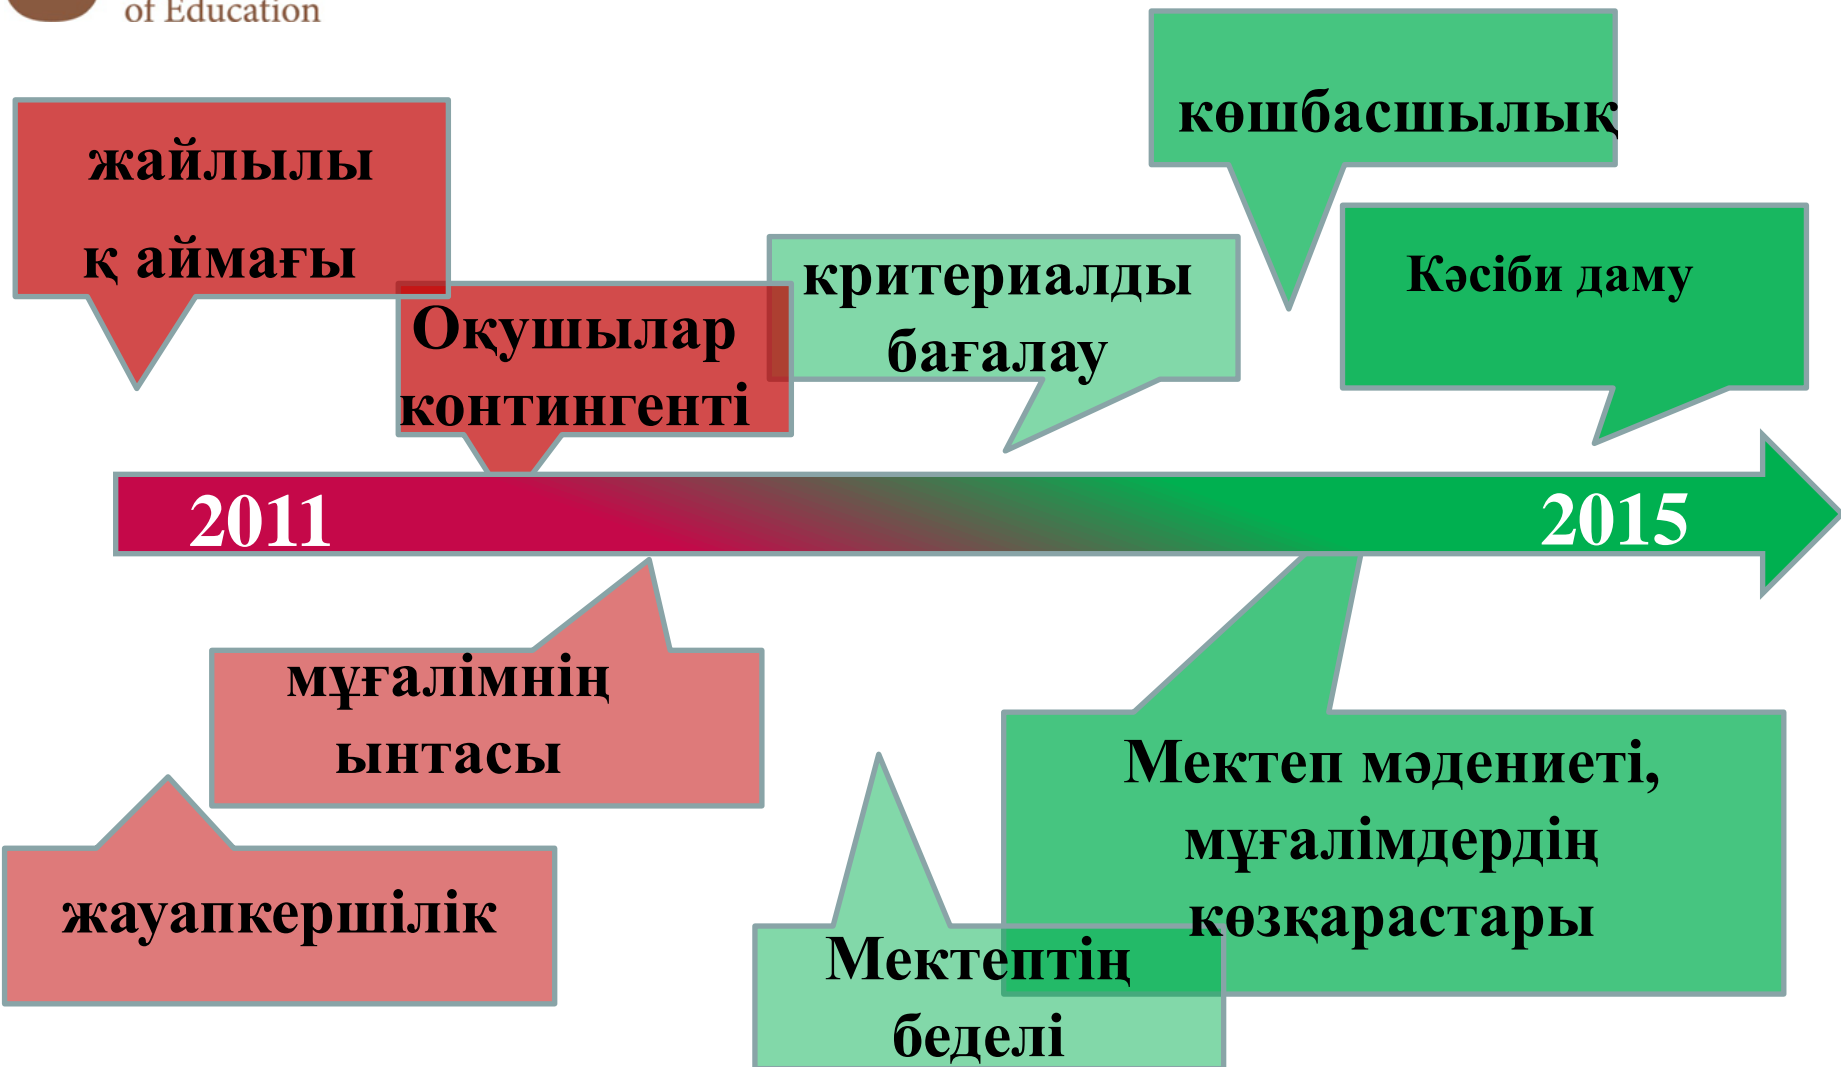 of Education
көшбасшылық
жайлылы
қ аймағы
Кәсіби даму
критериалды
бағалау
Оқушылар
контингенті
2011
2015
мұғалімнің
ынтасы
Мектеп мәдениеті,
мұғалімдердің
көзқарастары
жауапкершілік
Мектептің
беделі